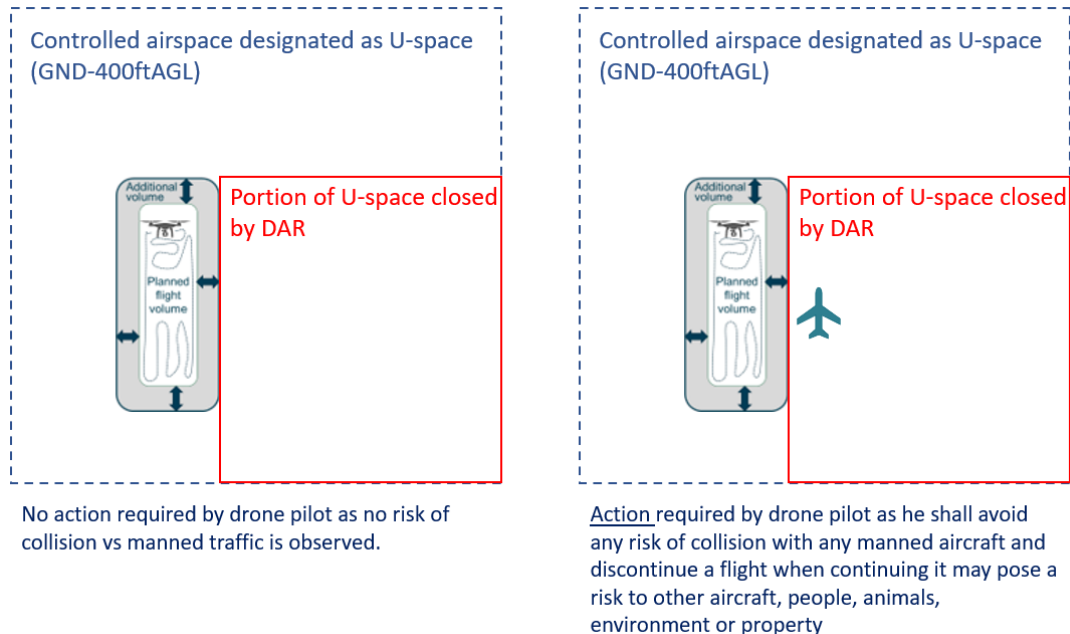 Controlled airspace designated as U-space
(GND-400ftAGL)
Additional
volume
Planned
flight
volume
Portion of U-space closed
by DAR
No action required by drone pilot as no risk of
collision vs manned traffic is observed.
Controlled airspace designated as U-space
(GND-400ftAGL)
Additional
volume
Planned
flight
volume
Portion of U-space closed
by DAR
Action required by drone pilot as he shall avoid
any risk of collision with any manned aircraft and
discontinue a flight when continuing it may pose a
risk to other aircraft, people, animals,
environment or property